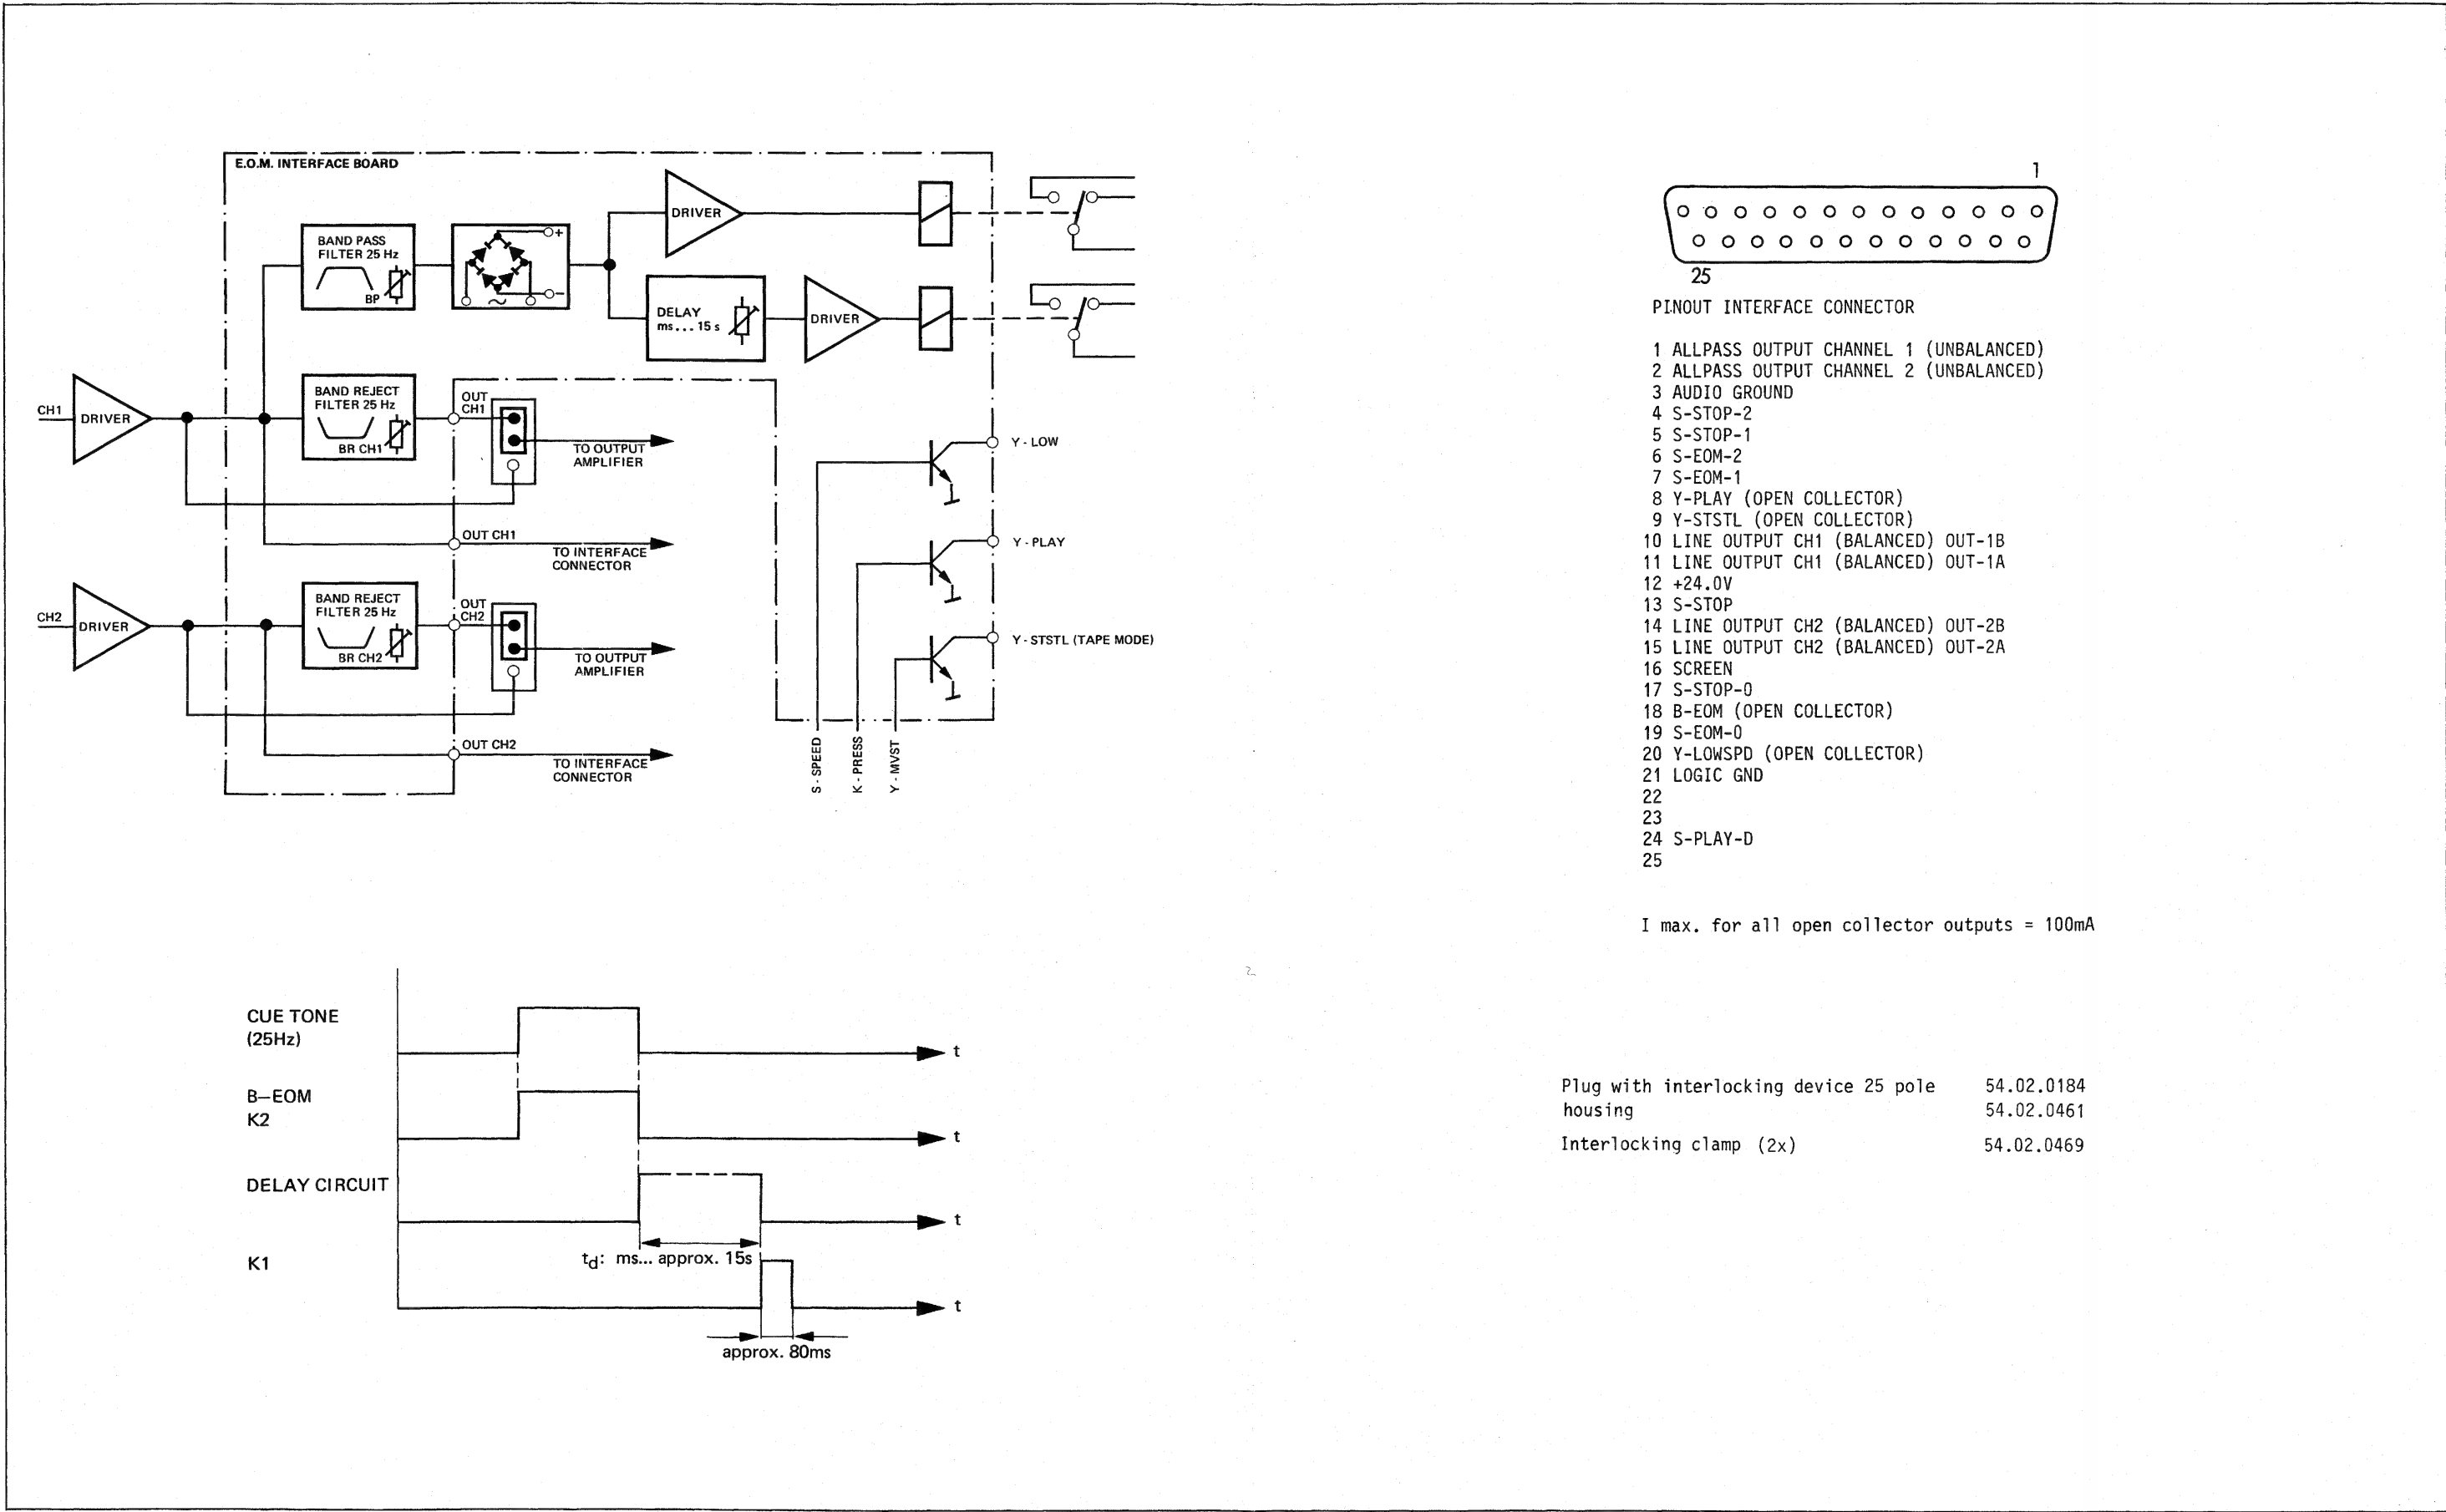 E.O.M. INTERFACE BOARD
BAND PASS
FILTER 25 Hz
BP
+
−
~
DRIVER
DELAY
ms... 15 s
DRIVER
CH1
DRIVER
BAND REJECT
FILTER 25 Hz
BR CH1
OUT
CH1
TO OUTPUT
AMPLIFIER
OUT CH1
TO INTERFACE
CONNECTOR
CH2
DRIVER
BAND REJECT
FILTER 25 Hz
BR CH2
OUT
CH2
TO OUTPUT
AMPLIFIER
OUT CH2
TO INTERFACE
CONNECTOR
Y - LOW
Y - PLAY
Y - STSTL (TAPE MODE)
S - SPEED
K - PRESS
Y - MVST
CUE TONE
(25Hz)
t
B–EOM
K2
t
DELAY CIRCUIT
t
td: ms... approx. 15s
K1
t
approx. 80ms
1
25
PINOUT INTERFACE CONNECTOR
1 ALLPASS OUTPUT CHANNEL 1 (UNBALANCED)
2 ALLPASS OUTPUT CHANNEL 2 (UNBALANCED)
3 AUDIO GROUND
4 S-STOP-2
5 S-STOP-1
6 S-EOM-2
7 S-EOM-1
8 Y-PLAY (OPEN COLLECTOR)
9 Y-STSTL (OPEN COLLECTOR)
10 LINE OUTPUT CH1 (BALANCED) OUT-1B
11 LINE OUTPUT CH1 (BALANCED) OUT-1A
12 +24.0V
13 S-STOP
14 LINE OUTPUT CH2 (BALANCED) OUT-2B
15 LINE OUTPUT CH2 (BALANCED) OUT-2A
16 SCREEN
17 S-STOP-0
18 B-EOM (OPEN COLLECTOR)
19 S-EOM-0
20 Y-LOWSPD (OPEN COLLECTOR)
21 LOGIC GND
22
23
24 S-PLAY-D
25
I max. for all open collector outputs = 100mA
Plug with interlocking device 25 pole 54.02.0184
housing 54.02.0461
Interlocking clamp (2x) 54.02.0469